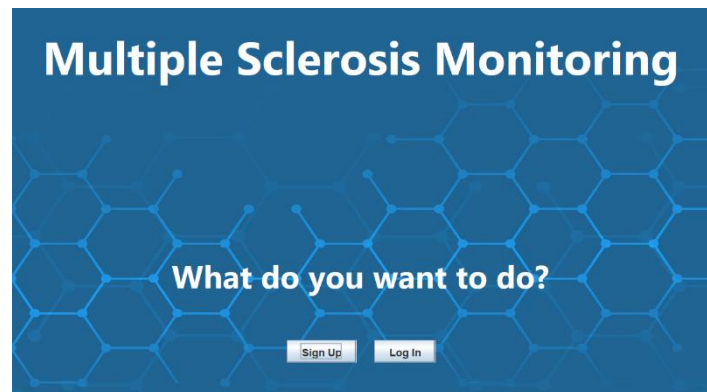 Multiple Sclerosis Monitoring
What do you want to do?
Sign Up Log In